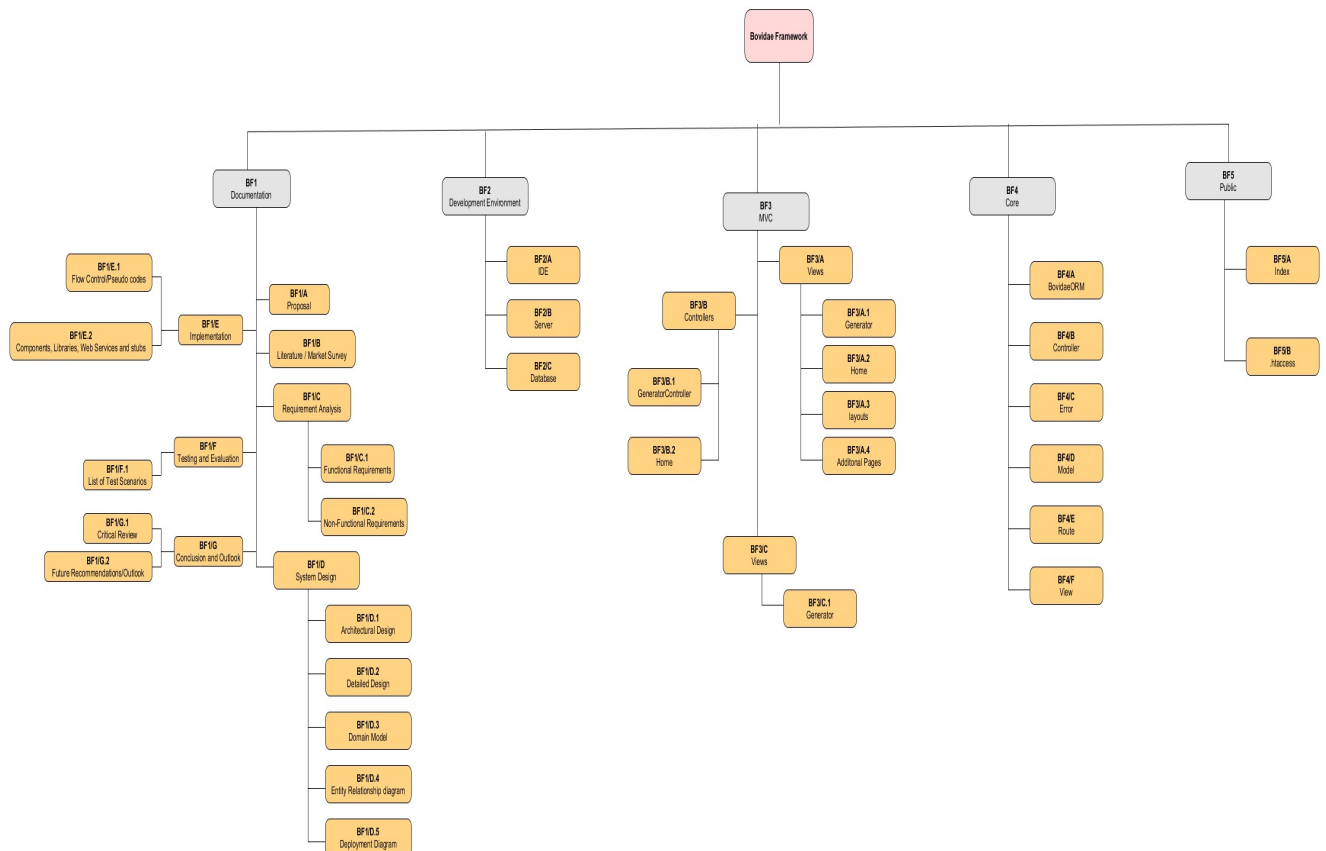 Bovidae Framework
BF1
Documentation
BF2
Development Environment
BF3
MVC
BF4
Core
BF5
Public
BF1/E.1
Flow Control/Pseudo codes
BF1/E.2
Components, Libraries, Web Services and stubs
BF1/E
Implementation
BF1/A
Proposal
BF1/B
Literature / Market Survey
BF1/C
Requirement Analysis
BF1/C.1
Functional Requirements
BF1/C.2
Non-Functional Requirements
BF1/F
Testing and Evaluation
BF1/F.1
List of Test Scenarios
BF1/G.1
Critical Review
BF1/G.2
Future Recommendations/Outlook
BF1/G
Conclusion and Outlook
BF1/D
System Design
BF1/D.1
Architectural Design
BF1/D.2
Detailed Design
BF1/D.3
Domain Model
BF1/D.4
Entity Relationship diagram
BF1/D.5
Deployment Diagram
BF2/A
IDE
BF2/B
Server
BF2/C
Database
BF3/A
Views
BF3/A.1
Generator
BF3/A.2
Home
BF3/A.3
layouts
BF3/A.4
Additonal Pages
BF3/B
Controllers
BF3/B.1
GeneratorController
BF3/B.2
Home
BF3/C
Views
BF3/C.1
Generator
BF4/A
BovidaeORM
BF4/B
Controller
BF4/C
Error
BF4/D
Model
BF4/E
Route
BF4/F
View
BF5/A
Index
BF5/B
.htaccess